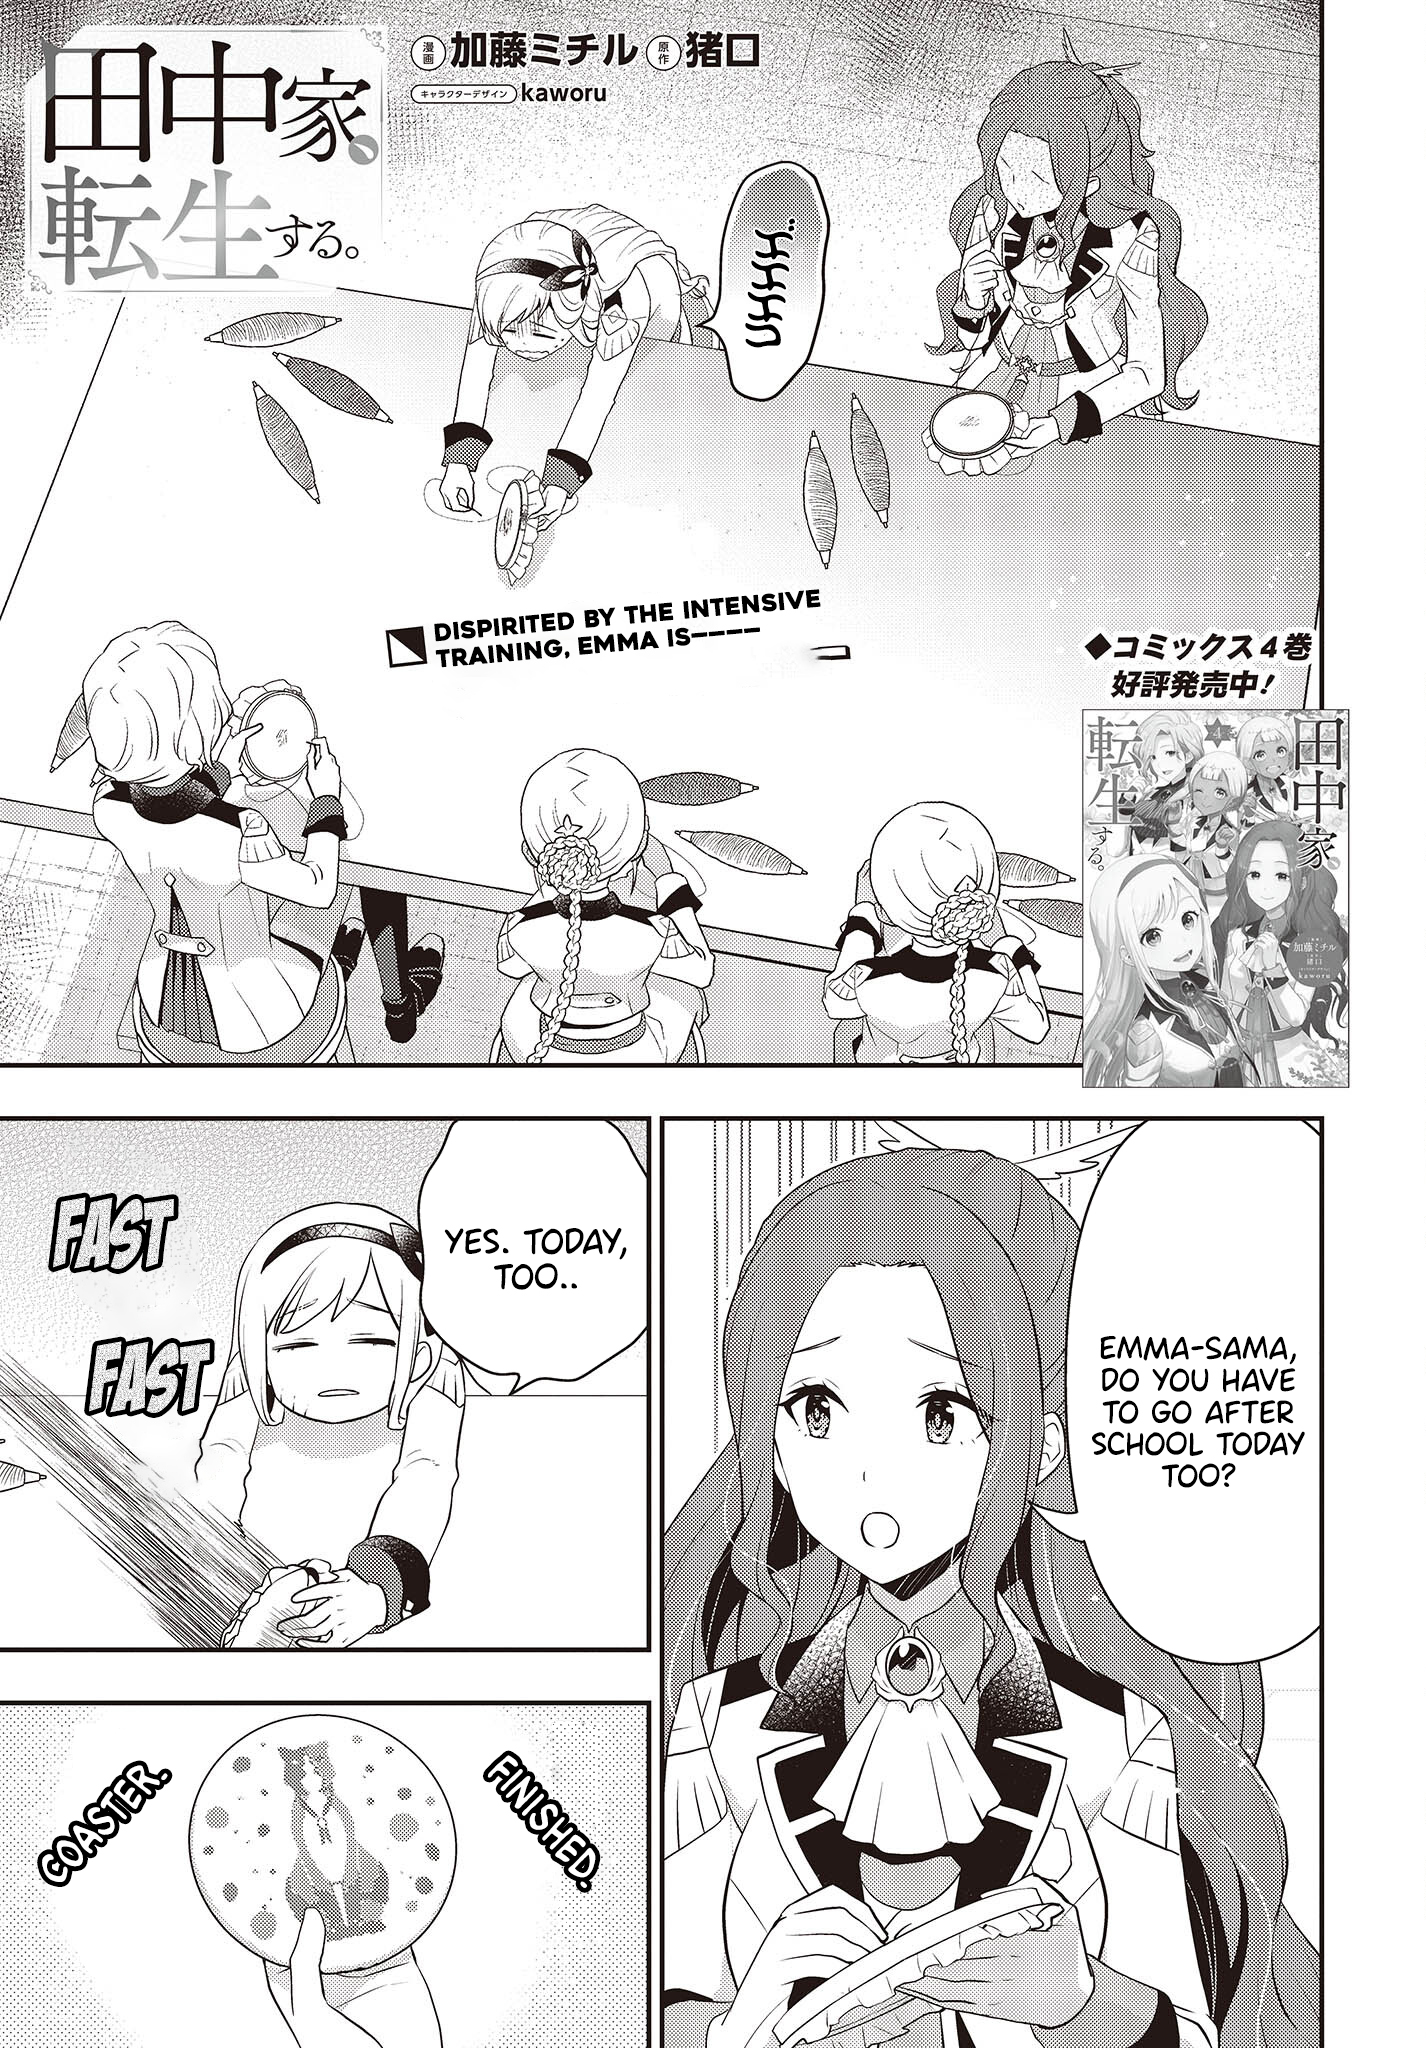 田中家、
転生する。
漫画 加藤ミチル 原作 猪口
キャラクターデザイン kaworu
DISPIRITED BY THE INTENSIVE
TRAINING, EMMA IS————
◆コミックス4巻
好評発売中!
田中家、
転生する。
4
加藤ミチル
猪口
kaworu
EMMA-SAMA,
DO YOU HAVE
TO GO AFTER
SCHOOL TODAY
TOO?
YES. TODAY,
TOO..
FAST
FAST
FINISHED.
COASTER.